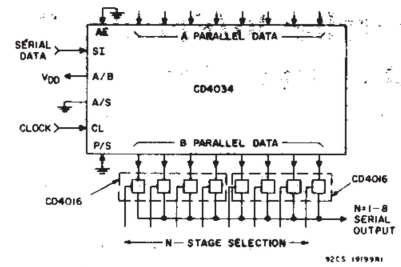 AE
A PARALLEL DATA
SERIAL
DATA
SI
VDD
A/B
CD4034
A/S
CLOCK
CL
P/S
B PARALLEL DATA
CD4016
CD4016
N=1-8
SERIAL
OUTPUT
N-STAGE SELECTION
92CS 19199R1